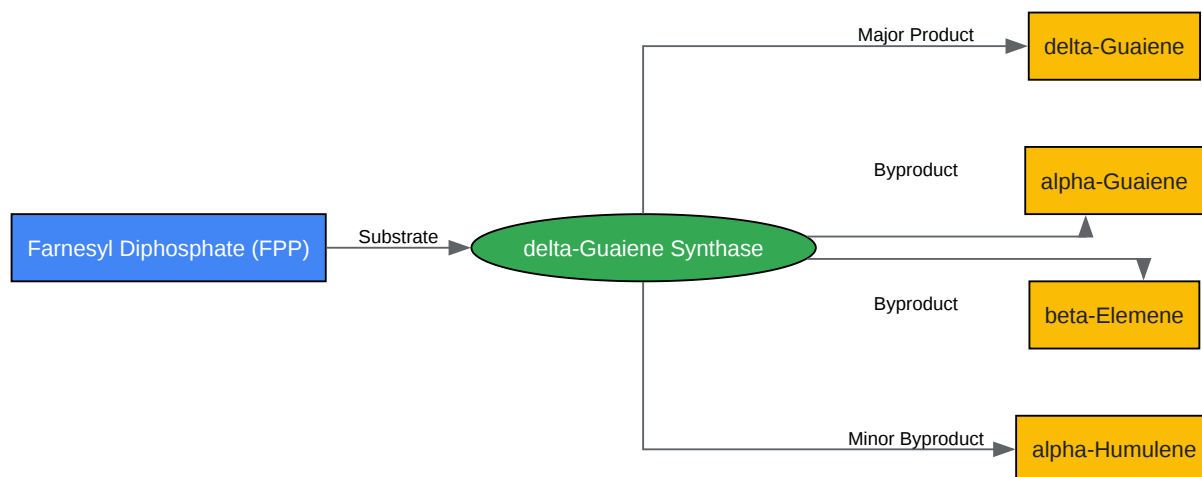 Major Product
delta-Guaiene
Byproduct
alpha-Guaiene
Farnesyl Diphosphate (FPP)
Substrate
delta-Guaiene Synthase
Byproduct
beta-Elemene
Minor Byproduct
alpha-Humulene